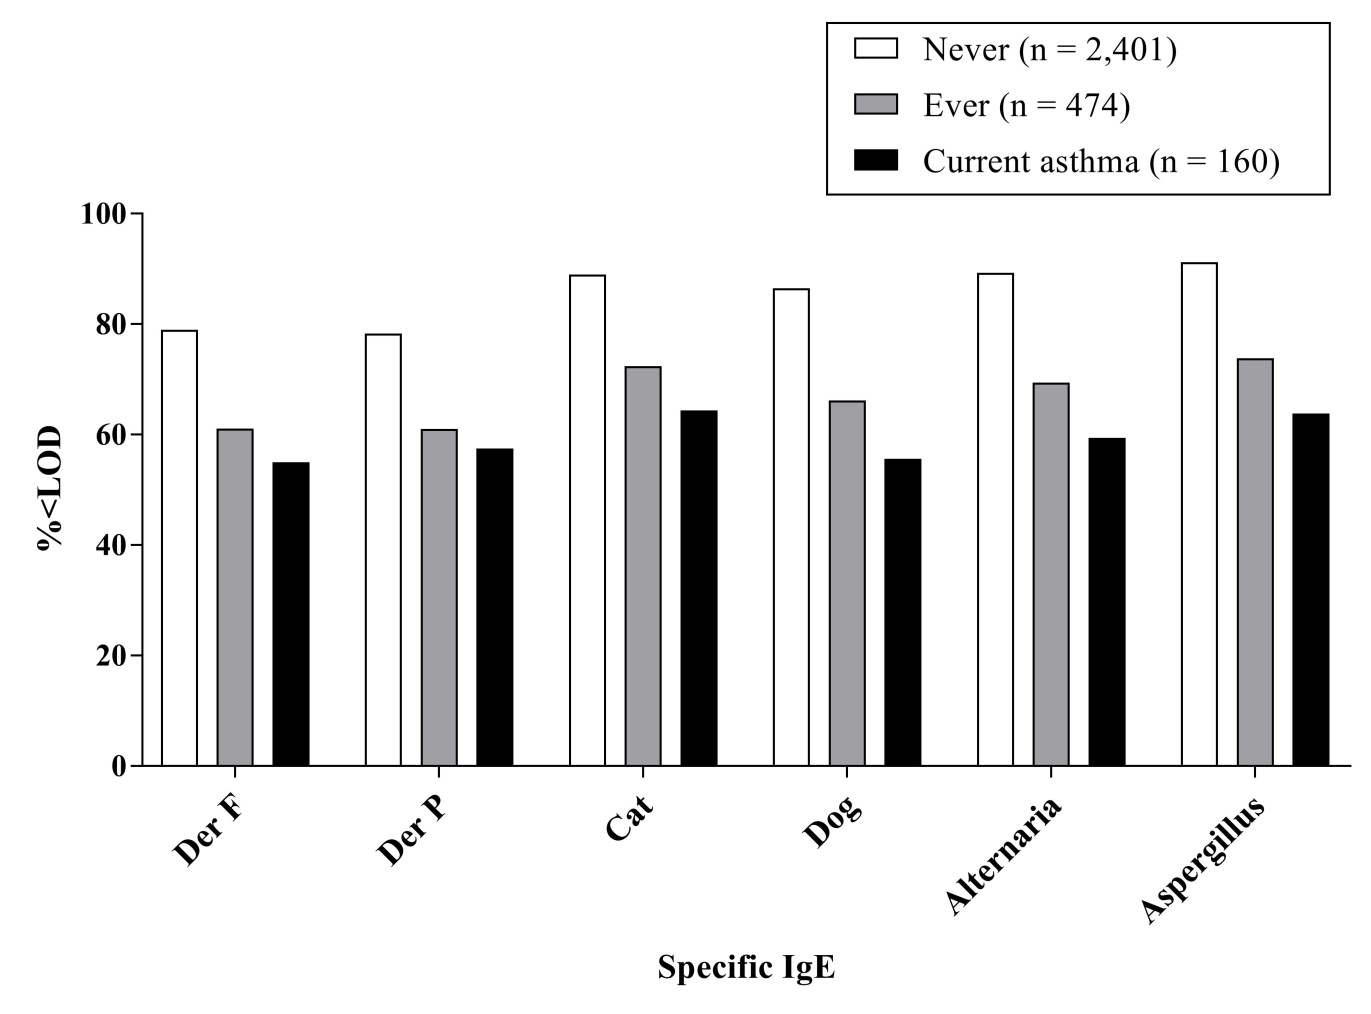 Never (n = 2,401)
Ever (n = 474)
Current asthma (n = 160)
100
80
60
40
20
0
%<LOD
Der F
Der P
Cat
Dog
Alternaria
Aspergillus
Specific IgE